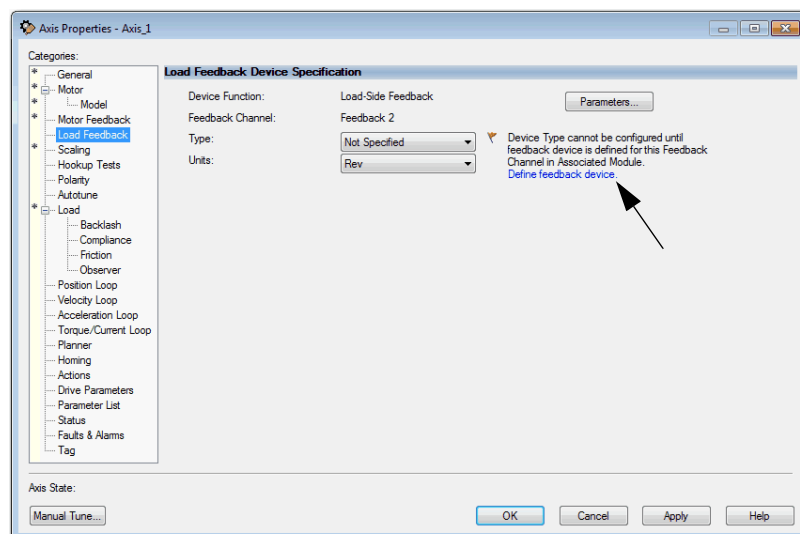 Axis Properties - Axis_1
Categories:
* General
* Motor
* Model
* Motor Feedback
Load Feedback
* Scaling
Hookup Tests
Polarity
Autotune
* Load
Backlash
Compliance
Friction
Observer
Position Loop
Velocity Loop
Acceleration Loop
Torque/Current Loop
Planner
Homing
Actions
Drive Parameters
Parameter List
Status
Faults & Alarms
Tag
Load Feedback Device Specification
Device Function: Load-Side Feedback Parameters...
Feedback Channel: Feedback 2
Type: Not Specified
Units: Rev
Device Type cannot be configured until
feedback device is defined for this Feedback
Channel in Associated Module.
Define feedback device.
Axis State:
Manual Tune... OK Cancel Apply Help